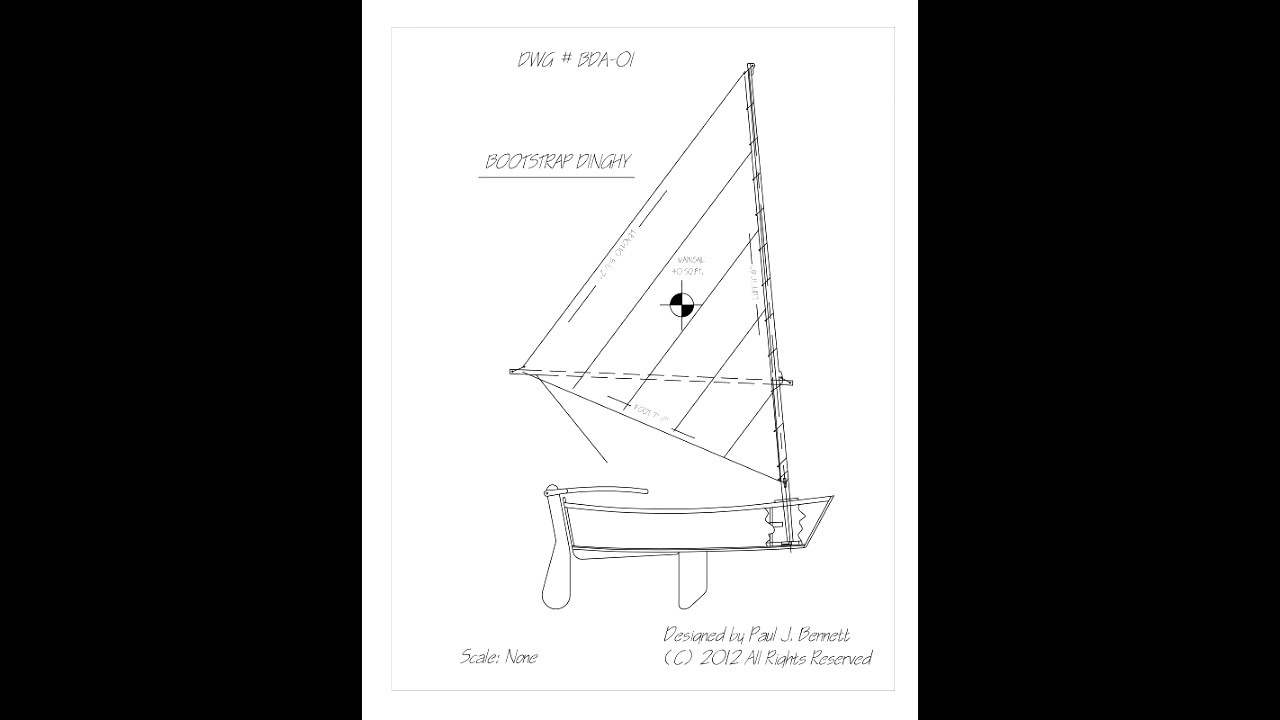 DWG # BDA-01
BOOTSTRAP DINGHY
MAINSAIL
40 SQ.FT.
Designed by Paul J. Bennett
Scale: None
(C) 2012 All Rights Reserved